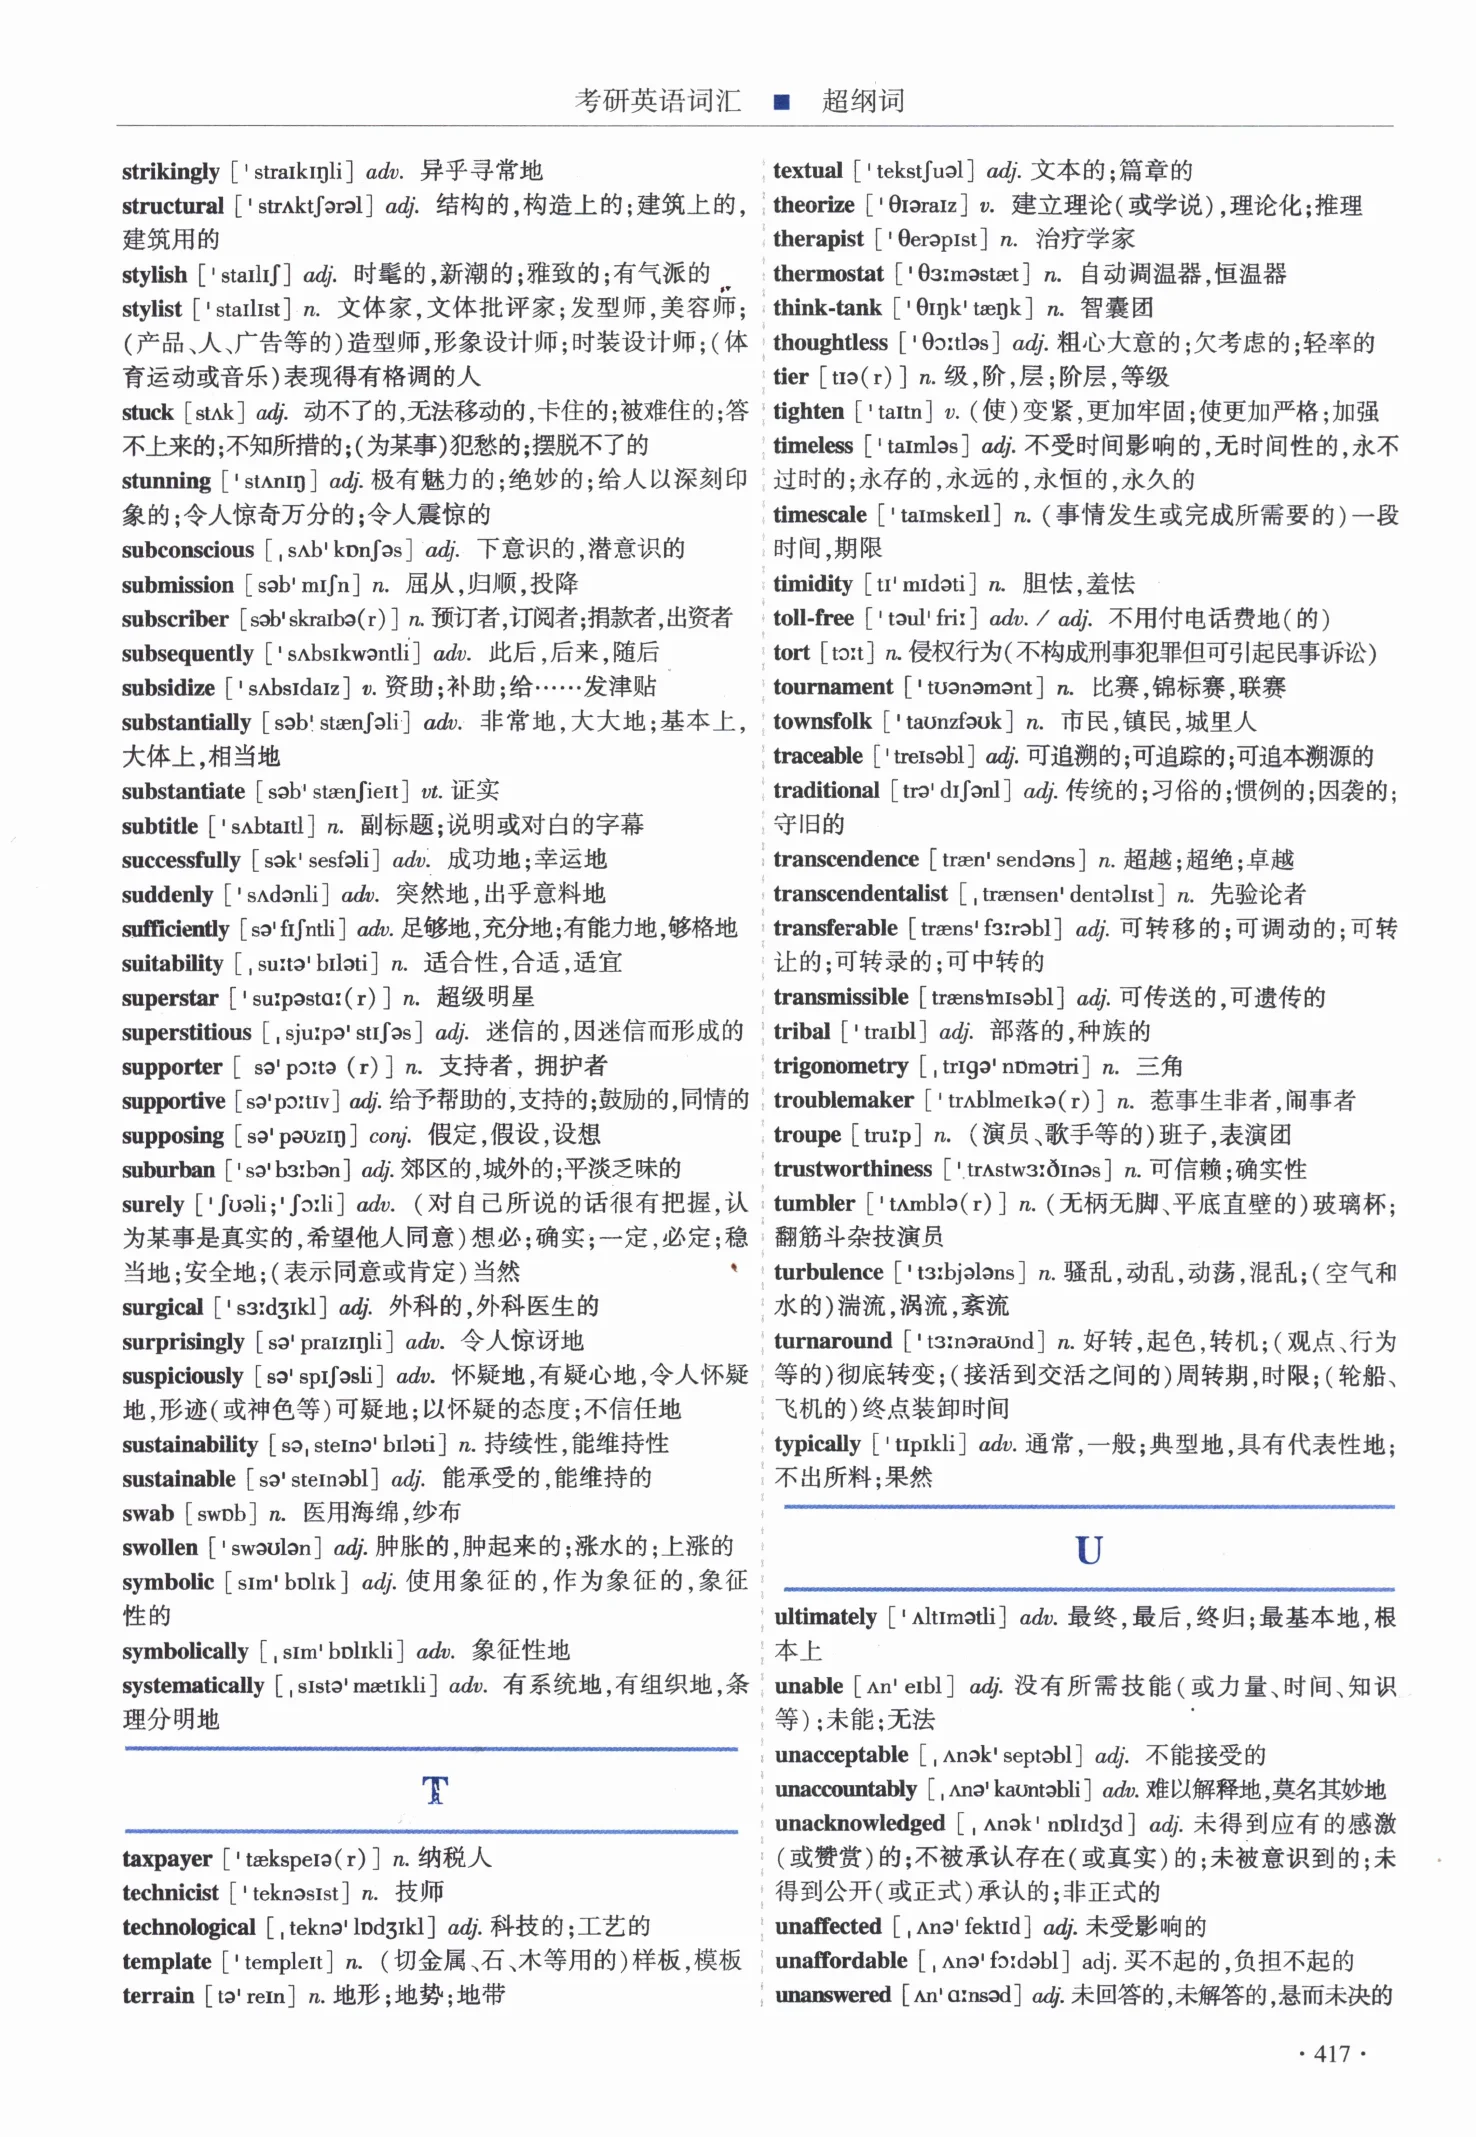 考研英语词汇 ■ 超纲词
strikingly [ˈstraɪkɪŋli] adv. 异乎寻常地
structural [ˈstrʌktʃərəl] adj. 结构的,构造上的;建筑上的,
建筑用的
stylish [ˈstaɪlɪʃ] adj. 时髦的,新潮的;雅致的;有气派的
stylist [ˈstaɪlɪst] n. 文体家,文体批评家;发型师,美容师;
(产品、人、广告等的)造型师,形象设计师;时装设计师;(体
育运动或音乐)表现得有格调的人
stuck [stʌk] adj. 动不了的,无法移动的,卡住的;被难住的;答
不上来的;不知所措的;(为某事)犯愁的;摆脱不了的
stunning [ˈstʌnɪŋ] adj. 极有魅力的;绝妙的;给人以深刻印
象的;令人惊奇万分的;令人震惊的
subconscious [ˌsʌbˈkɒnʃəs] adj. 下意识的,潜意识的
submission [səbˈmɪʃn] n. 屈从,归顺,投降
subscriber [səbˈskraɪbə(r)] n. 预订者,订阅者;捐款者,出资者
subsequently [ˈsʌbsɪkwəntli] adv. 此后,后来,随后
subsidize [ˈsʌbsɪdaɪz] v. 资助;补助;给……发津贴
substantially [səbˈstænʃəli] adv. 非常地,大大地;基本上,
大体上,相当地
substantiate [səbˈstænʃieɪt] vt. 证实
subtitle [ˈsʌbtaɪtl] n. 副标题;说明或对白的字幕
successfully [səkˈsesfəli] adv. 成功地;幸运地
suddenly [ˈsʌdənli] adv. 突然地,出乎意料地
sufficiently [səˈfɪʃntli] adv. 足够地,充分地;有能力地,够格地
suitability [ˌsuːtəˈbɪləti] n. 适合性,合适,适宜
superstar [ˈsuːpəstɑː(r)] n. 超级明星
superstitious [ˌsjuːpəˈstɪʃəs] adj. 迷信的,因迷信而形成的
supporter [səˈpɔːtə (r)] n. 支持者, 拥护者
supportive [səˈpɔːtɪv] adj. 给予帮助的,支持的;鼓励的,同情的
supposing [səˈpəʊzɪŋ] conj. 假定,假设,设想
suburban [ˈsəˈbɜːbən] adj. 郊区的,城外的;平淡乏味的
surely [ˈʃʊəli;ˈʃɔːli] adv. (对自己所说的话很有把握,认
为某事是真实的,希望他人同意)想必;确实;一定,必定;稳
当地;安全地;(表示同意或肯定)当然
surgical [ˈsɜːdʒɪkl] adj. 外科的,外科医生的
surprisingly [səˈpraɪzɪŋli] adv. 令人惊讶地
suspiciously [səˈspɪʃəsli] adv. 怀疑地,有疑心地,令人怀疑
地,形迹(或神色等)可疑地;以怀疑的态度;不信任地
sustainability [səˌsteɪnəˈbɪləti] n. 持续性,能维持性
sustainable [səˈsteɪnəbl] adj. 能承受的,能维持的
swab [swɒb] n. 医用海绵,纱布
swollen [ˈswəʊlən] adj. 肿胀的,肿起来的;涨水的;上涨的
symbolic [sɪmˈbɒlɪk] adj. 使用象征的,作为象征的,象征
性的
symbolically [ˌsɪmˈbɒlɪkli] adv. 象征性地
systematically [ˌsɪstəˈmætɪkli] adv. 有系统地,有组织地,条
理分明地
T
taxpayer [ˈtækspeɪə(r)] n. 纳税人
technicist [ˈteknəsɪst] n. 技师
technological [ˌteknəˈlɒdʒɪkl] adj. 科技的;工艺的
template [ˈtempleɪt] n. (切金属、石、木等用的)样板,模板
terrain [təˈreɪn] n. 地形;地势;地带
textual [ˈtekstʃuəl] adj. 文本的;篇章的
theorize [ˈθɪəraɪz] v. 建立理论(或学说),理论化;推理
therapist [ˈθerəpɪst] n. 治疗学家
thermostat [ˈθɜːməstæt] n. 自动调温器,恒温器
think-tank [ˈθɪŋkˈtæŋk] n. 智囊团
thoughtless [ˈθɔːtləs] adj. 粗心大意的;欠考虑的;轻率的
tier [tɪə(r)] n. 级,阶,层;阶层,等级
tighten [ˈtaɪtn] v. (使)变紧,更加牢固;使更加严格;加强
timeless [ˈtaɪmləs] adj. 不受时间影响的,无时间性的,永不
过时的;永存的,永远的,永恒的,永久的
timescale [ˈtaɪmskeɪl] n. (事情发生或完成所需要的)一段
时间,期限
timidity [tɪˈmɪdəti] n. 胆怯,羞怯
toll-free [ˈtəulˈfriː] adv. / adj. 不用付电话费地(的)
tort [tɔːt] n. 侵权行为(不构成刑事犯罪但可引起民事诉讼)
tournament [ˈtʊənəmənt] n. 比赛,锦标赛,联赛
townsfolk [ˈtaʊnzfəʊk] n. 市民,镇民,城里人
traceable [ˈtreɪsəbl] adj. 可追溯的;可追踪的;可追本溯源的
traditional [trəˈdɪʃənl] adj. 传统的;习俗的;惯例的;因袭的;
守旧的
transcendence [trænˈsendəns] n. 超越;超绝;卓越
transcendentalist [ˌtrænsenˈdentəlɪst] n. 先验论者
transferable [trænsˈfɜːrəbl] adj. 可转移的;可调动的;可转
让的;可转录的;可中转的
transmissible [trænsˈmɪsəbl] adj. 可传送的,可遗传的
tribal [ˈtraɪbl] adj. 部落的,种族的
trigonometry [ˌtrɪgəˈnɒmətri] n. 三角
troublemaker [ˈtrʌblmeɪkə(r)] n. 惹事生非者,闹事者
troupe [truːp] n. (演员、歌手等的)班子,表演团
trustworthiness [ˈtrʌstwɜːðɪnəs] n. 可信赖;确实性
tumbler [ˈtʌmblə(r)] n. (无柄无脚、平底直壁的)玻璃杯;
翻筋斗杂技演员
turbulence [ˈtɜːbjələns] n. 骚乱,动乱,动荡,混乱;(空气和
水的)湍流,涡流,紊流
turnaround [ˈtɜːnəraʊnd] n. 好转,起色,转机;(观点、行为
等的)彻底转变;(接活到交活之间的)周转期,时限;(轮船、
飞机的)终点装卸时间
typically [ˈtɪpɪkli] adv. 通常,一般;典型地,具有代表性地;
不出所料;果然
U
ultimately [ˈʌltɪmətli] adv. 最终,最后,终归;最基本地,根
本上
unable [ʌnˈeɪbl] adj. 没有所需技能(或力量、时间、知识
等);未能;无法
unacceptable [ˌʌnəkˈseptəbl] adj. 不能接受的
unaccountably [ˌʌnəˈkaʊntəbli] adv. 难以解释地,莫名其妙地
unacknowledged [ˌʌnəkˈnɒlɪdʒd] adj. 未得到应有的感激
(或赞赏)的;不被承认存在(或真实)的;未被意识到的;未
得到公开(或正式)承认的;非正式的
unaffected [ˌʌnəˈfektɪd] adj. 未受影响的
unaffordable [ˌʌnəˈfɔːdəbl] adj. 买不起的,负担不起的
unanswered [ʌnˈɑːnsəd] adj. 未回答的,未解答的,悬而未决的
· 417 ·